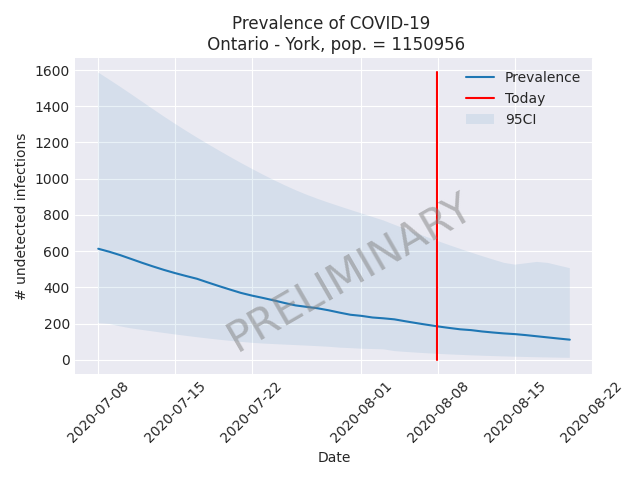 Prevalence of COVID-19
Ontario - York, pop. = 1150956
Prevalence
Today
95CI
# undetected infections
1600
1400
1200
1000
800
600
400
200
0
PRELIMINARY
2020-07-08
2020-07-15
2020-07-22
2020-08-01
2020-08-08
2020-08-15
2020-08-22
Date